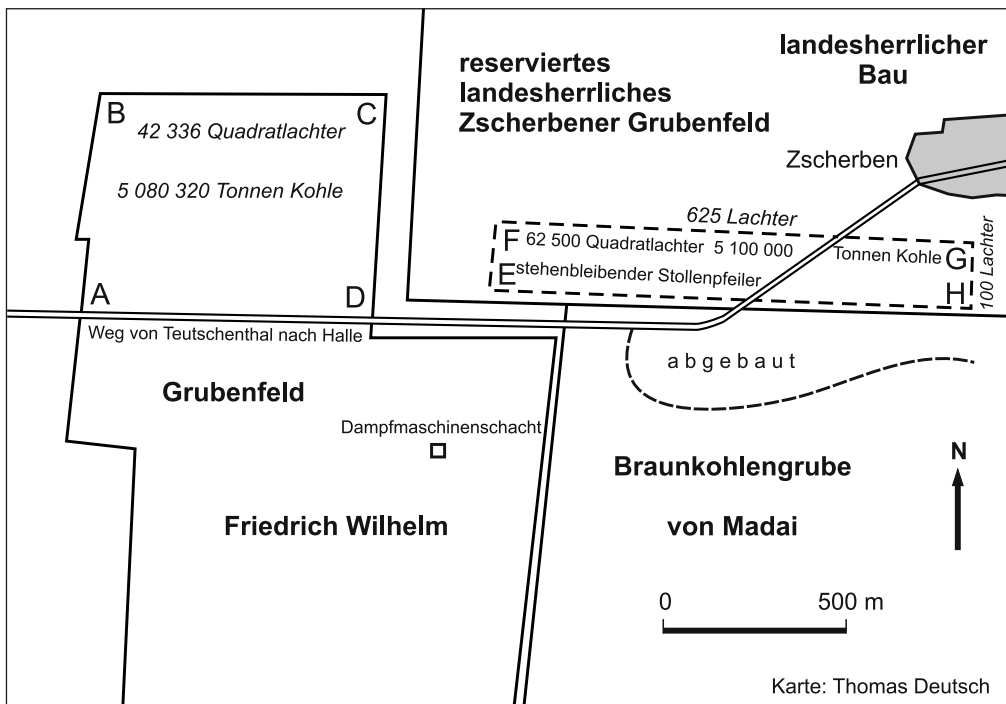 landesherrlicher
Bau
reserviertes
landesherrliches
Zscherbener Grubenfeld
B
C
42 336 Quadratlachter
5 080 320 Tonnen Kohle
Zscherben
625 Lachter
100 Lachter
F 62 500 Quadratlachter 5 100 000 Tonnen Kohle G
E stehenbleibender Stollenpfeiler H
A
D
Weg von Teutschenthal nach Halle
abgebaut
Grubenfeld
Dampfmaschinenschacht
Friedrich Wilhelm
Braunkohlengrube
von Madai
N
0 500 m
Karte: Thomas Deutsch